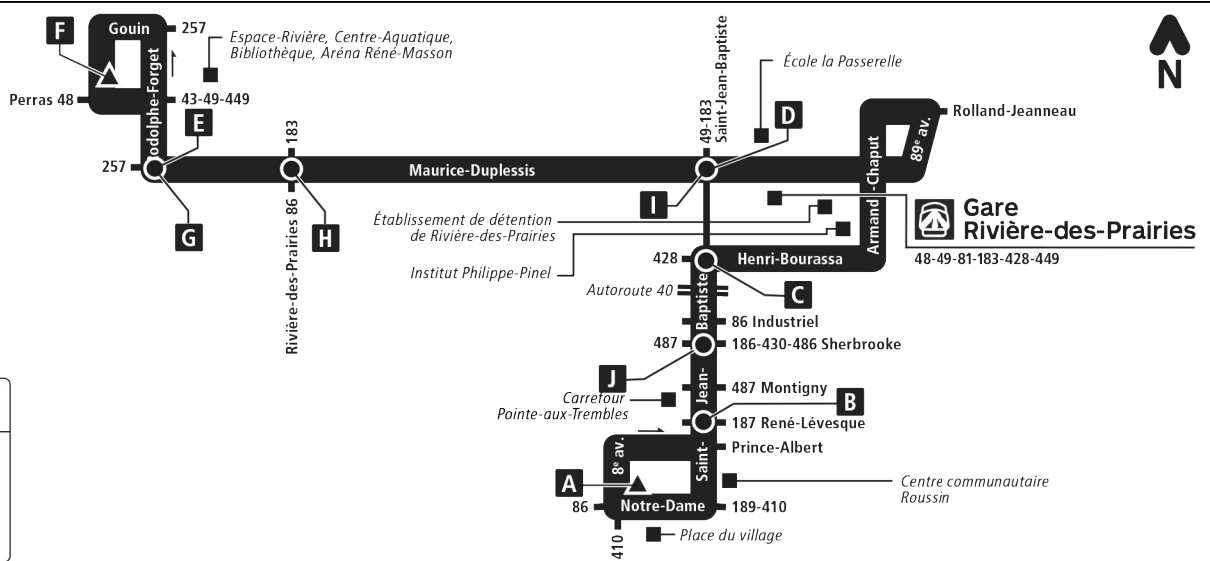 F
Gouin
257
Espace-Rivière, Centre-Aquatique,
Bibliothèque, Aréna Réné-Masson
N
École la Passerelle
Perras 48
43-49-449
Rodolphe-Forget
E
183
49-183
Saint-Jean-Baptiste
D
Rolland-Jeanneau
89e av.
257
Maurice-Duplessis
Armand-Chaput
G
H
I
Rivière-des-Prairies 86
Établissement de détention
de Rivière-des-Prairies
Gare
Rivière-des-Prairies
48-49-81-183-428-449
Institut Philippe-Pinel
428
Henri-Bourassa
Autoroute 40
C
Saint-Jean-Baptiste
86 Industriel
487
186-430-486 Sherbrooke
J
487 Montigny
B
Carrefour
Pointe-aux-Trembles
187 René-Lévesque
8e av.
Prince-Albert
A
Centre communautaire
Roussin
86
Notre-Dame
189-410
410
Place du village